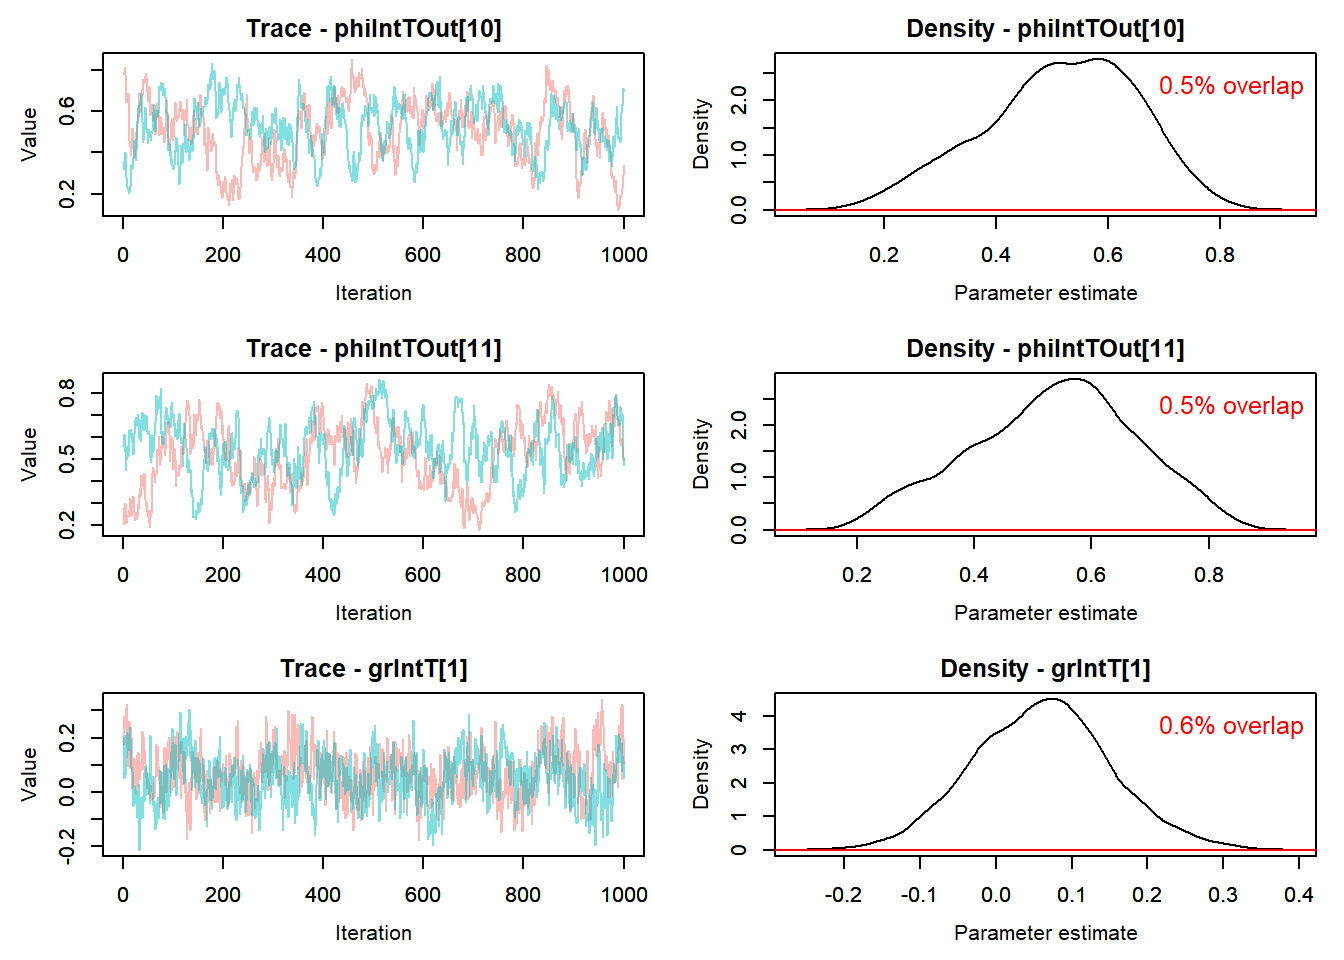 Trace - phiIntTOut[10]
Value
0.2 0.6
0 200 400 600 800 1000
Iteration
Density - phiIntTOut[10]
0.5% overlap
Density
0.0 1.0 2.0
0.2 0.4 0.6 0.8
Parameter estimate
Trace - phiIntTOut[11]
Value
0.2 0.5 0.8
0 200 400 600 800 1000
Iteration
Density - phiIntTOut[11]
0.5% overlap
Density
0.0 1.0 2.0
0.2 0.4 0.6 0.8
Parameter estimate
Trace - grIntT[1]
Value
-0.2 0.0 0.2
0 200 400 600 800 1000
Iteration
Density - grIntT[1]
0.6% overlap
Density
0 1 2 3 4
-0.2 -0.1 0.0 0.1 0.2 0.3 0.4
Parameter estimate